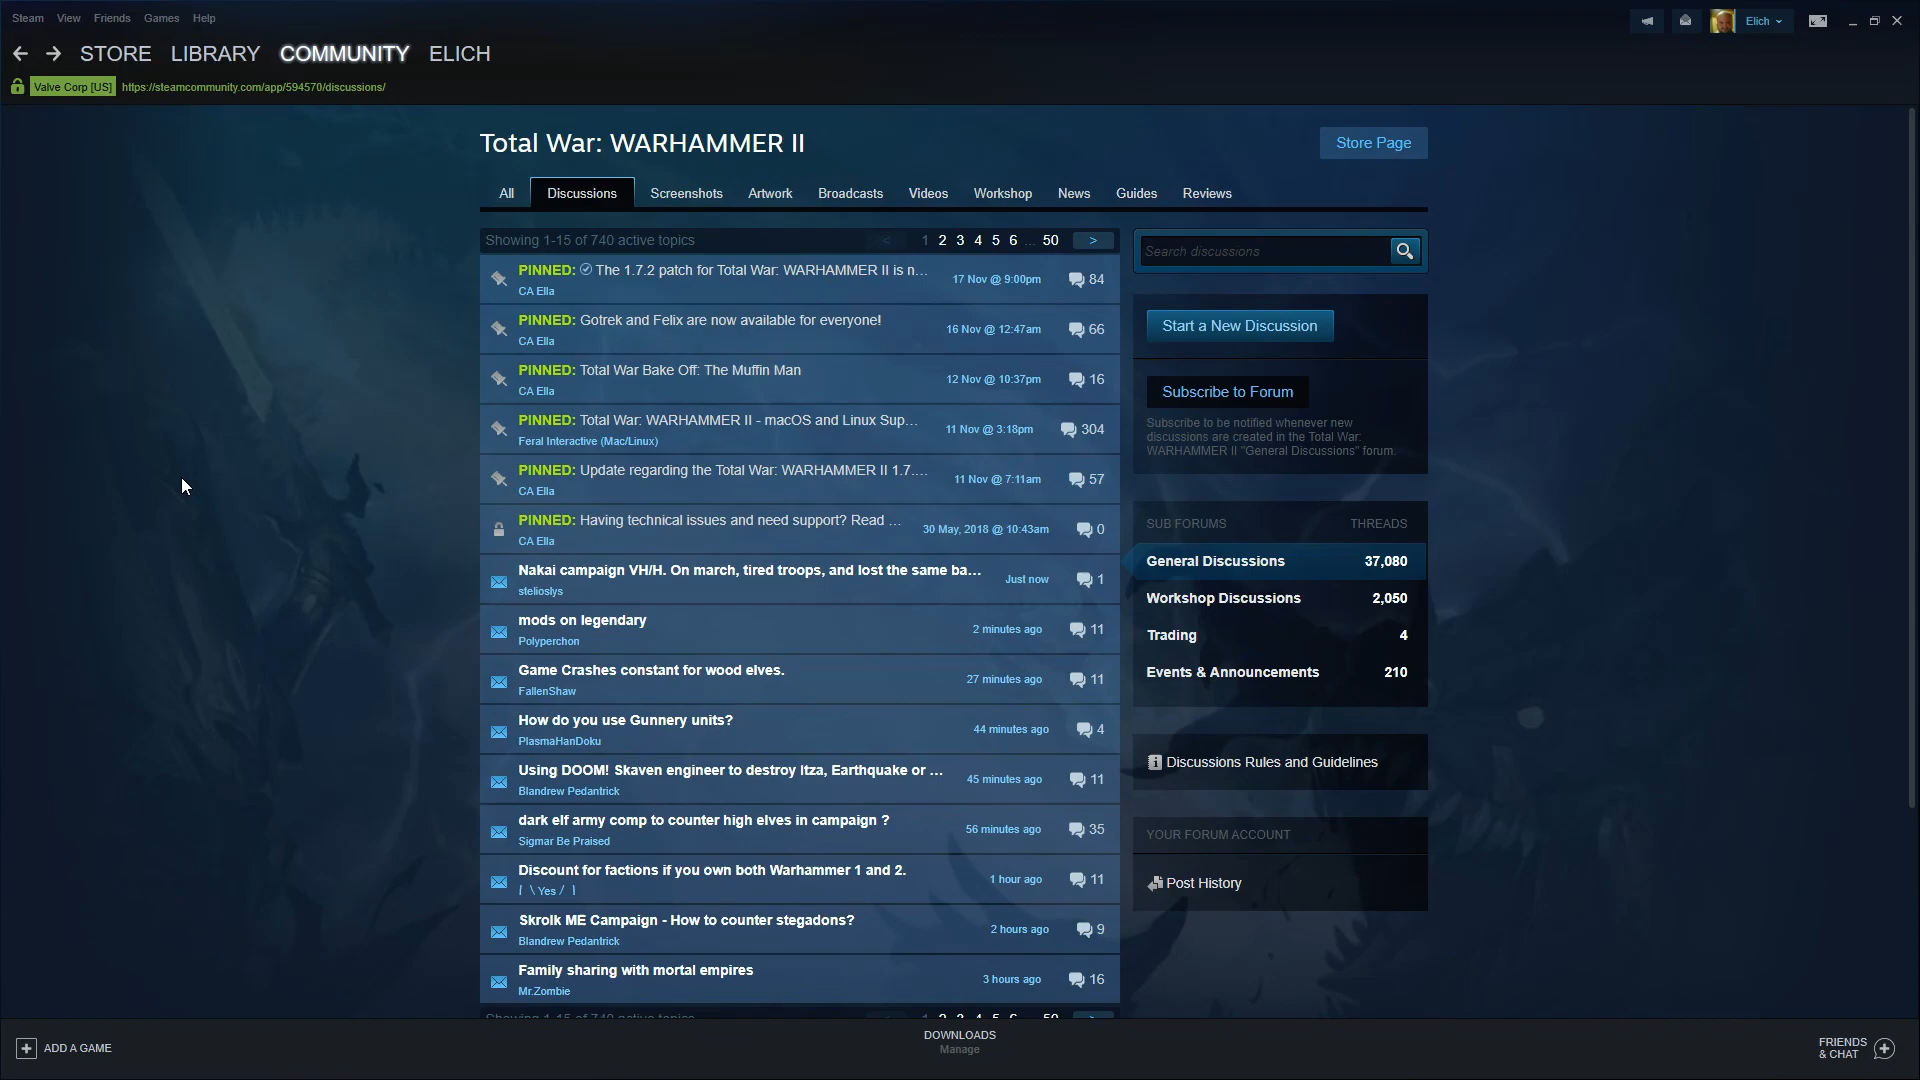 Steam View Friends Games Help
Elich
STORE LIBRARY COMMUNITY ELICH
Valve Corp [US] https://steamcommunity.com/app/594570/discussions/
Total War: WARHAMMER II
Store Page
All Discussions Screenshots Artwork Broadcasts Videos Workshop News Guides Reviews
Showing 1-15 of 740 active topics < 1 2 3 4 5 6 ... 50 >
PINNED: The 1.7.2 patch for Total War: WARHAMMER II is n... 17 Nov @ 9:00pm 84
CA Ella
PINNED: Gotrek and Felix are now available for everyone! 16 Nov @ 12:47am 66
CA Ella
PINNED: Total War Bake Off: The Muffin Man 12 Nov @ 10:37pm 16
CA Ella
PINNED: Total War: WARHAMMER II - macOS and Linux Sup... 11 Nov @ 3:18pm 304
Feral Interactive (Mac/Linux)
PINNED: Update regarding the Total War: WARHAMMER II 1.7.... 11 Nov @ 7:11am 57
CA Ella
PINNED: Having technical issues and need support? Read ... 30 May, 2018 @ 10:43am 0
CA Ella
Nakai campaign VH/H. On march, tired troops, and lost the same ba... Just now 1
stelioslys
mods on legendary 2 minutes ago 11
Polyperchon
Game Crashes constant for wood elves. 27 minutes ago 11
FallenShaw
How do you use Gunnery units? 44 minutes ago 4
PlasmaHanDoku
Using DOOM! Skaven engineer to destroy Itza, Earthquake or ... 45 minutes ago 11
Blandrew Pedantrick
dark elf army comp to counter high elves in campaign ? 56 minutes ago 35
Sigmar Be Praised
Discount for factions if you own both Warhammer 1 and 2. 1 hour ago 11
[ \ Yes / ]
Skrolk ME Campaign - How to counter stegadons? 2 hours ago 9
Blandrew Pedantrick
Family sharing with mortal empires 3 hours ago 16
Mr.Zombie
Showing 1-15 of 740 active topics 1 2 3 4 5 6 ... 50 >
Search discussions
Start a New Discussion
Subscribe to Forum
Subscribe to be notified whenever new
discussions are created in the Total War:
WARHAMMER II "General Discussions" forum.
SUB FORUMS THREADS
General Discussions 37,080
Workshop Discussions 2,050
Trading 4
Events & Announcements 210
Discussions Rules and Guidelines
YOUR FORUM ACCOUNT
Post History
ADD A GAME
DOWNLOADS
Manage
FRIENDS
& CHAT